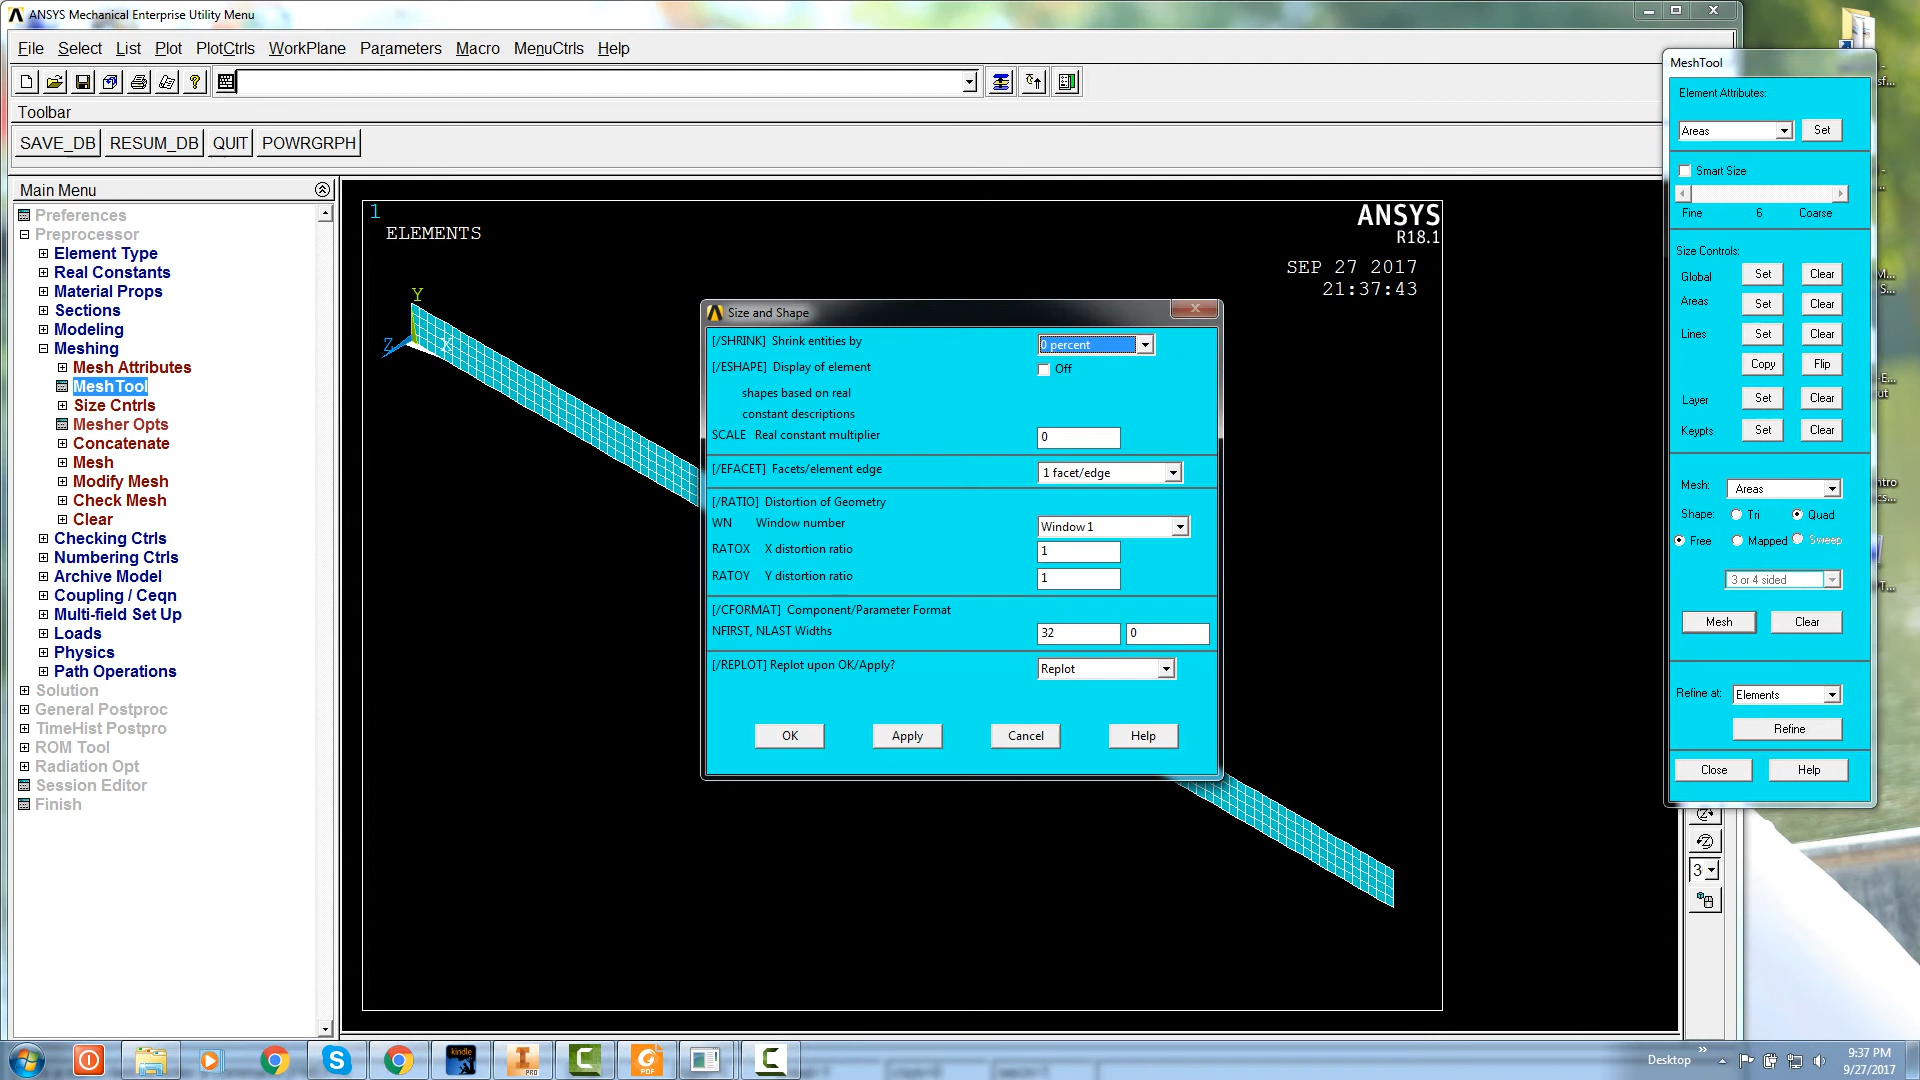 ANSYS Mechanical Enterprise Utility Menu
File Select List Plot PlotCtrls WorkPlane Parameters Macro MenuCtrls Help
Toolbar
SAVE_DB RESUM_DB QUIT POWRGRPH
Main Menu
Preferences
Preprocessor
Element Type
Real Constants
Material Props
Sections
Modeling
Meshing
Mesh Attributes
MeshTool
Size Cntrls
Mesher Opts
Concatenate
Mesh
Modify Mesh
Check Mesh
Clear
Checking Ctrls
Numbering Ctrls
Archive Model
Coupling / Ceqn
Multi-field Set Up
Loads
Physics
Path Operations
Solution
General Postproc
TimeHist Postpro
ROM Tool
Radiation Opt
Session Editor
Finish
1
ELEMENTS
ANSYS
R18.1
SEP 27 2017
21:37:43
Y
Z
X
Size and Shape
[/SHRINK] Shrink entities by 0 percent
[/ESHAPE] Display of element Off
shapes based on real
constant descriptions
SCALE Real constant multiplier 0
[/EFACET] Facets/element edge 1 facet/edge
[/RATIO] Distortion of Geometry
WN Window number Window 1
RATOX X distortion ratio 1
RATOY Y distortion ratio 1
[/CFORMAT] Component/Parameter Format
NFIRST, NLAST Widths 32 0
[/REPLOT] Replot upon OK/Apply? Replot
OK Apply Cancel Help
MeshTool
Element Attributes:
Areas Set
Smart Size
Fine 6 Coarse
Size Controls:
Global Set Clear
Areas Set Clear
Lines Set Clear
Copy Flip
Layer Set Clear
Keypts Set Clear
Mesh: Areas
Shape: Tri Quad
Free Mapped Sweep
3 or 4 sided
Mesh Clear
Refine at: Elements
Refine
Close Help
3
kindle
PRO
PDF
Desktop
9:37 PM
9/27/2017